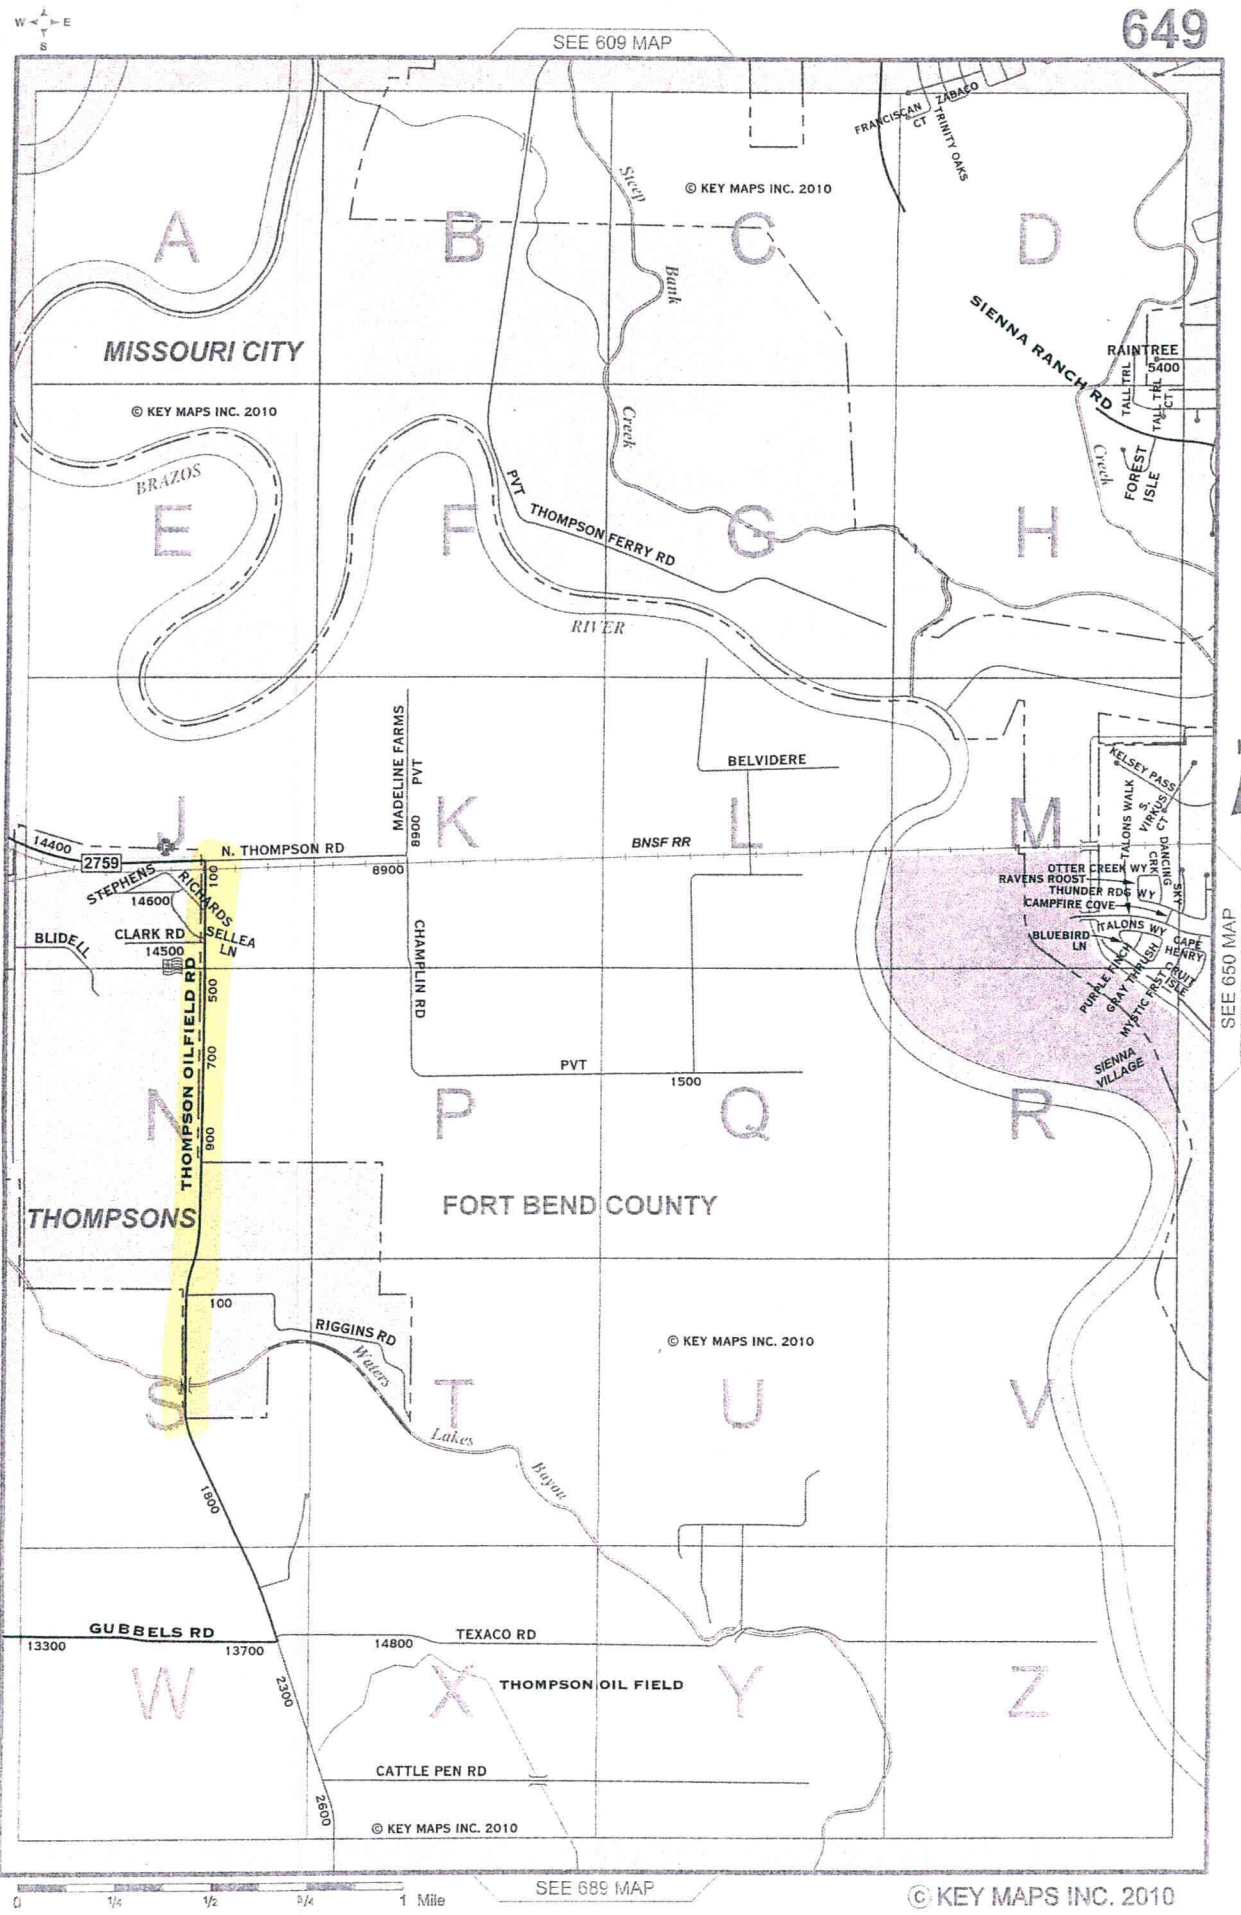 649
W E
S
SEE 609 MAP
FRANCISCAN CT
ZABACO
TRINITY OAKS
© KEY MAPS INC. 2010
Steep
Bank
Creek
A
B
C
D
SIENNA RANCH RD
MISSOURI CITY
RAINTREE
5400
TALL TRL
TALL TRL CT
© KEY MAPS INC. 2010
Creek
FOREST ISLE
BRAZOS
PVT
THOMPSON FERRY RD
E
F
G
H
RIVER
MADELINE FARMS
PVT
8900
BELVIDERE
KELSEY PASS
TALONS WALK
S. VIRKUS CT
DANCING CRK
SKY
J
K
L
M
14400
2759
N. THOMPSON RD
8900
BNSF RR
100
STEPHENS
RICHARDS
14600
OTTER CREEK WY
RAVENS ROOST
THUNDER RDG WY
CAMPFIRE COVE
TALONS WY
BLUEBIRD LN
CAPE HENRY
CRUIT ISLE
PURPLE FINCH
GRAY THRUSH
MYSTIC FRST
BLIDELL
CLARK RD
14500
SELLEA LN
CHAMPLIN RD
SEE 650 MAP
THOMPSON OILFIELD RD
500
700
900
PVT
1500
SIENNA VILLAGE
N
P
Q
R
THOMPSONS
FORT BEND COUNTY
100
RIGGINS RD
© KEY MAPS INC. 2010
Waters
Lakes
Bayou
S
T
U
V
1800
GUBBELS RD
13300
13700
14800
TEXACO RD
2300
W
X
Y
Z
THOMPSON OIL FIELD
CATTLE PEN RD
2600
© KEY MAPS INC. 2010
0 1/4 1/2 3/4 1 Mile
SEE 689 MAP
© KEY MAPS INC. 2010